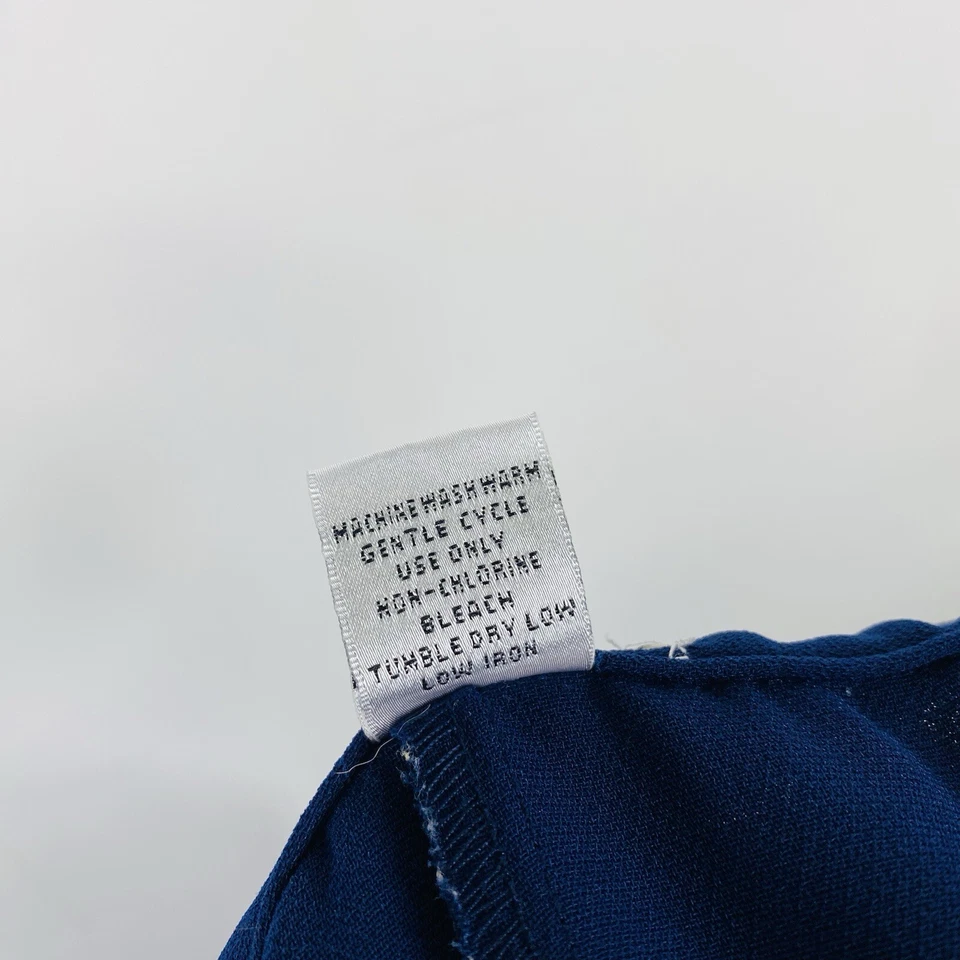 MACHINE WASH WARM
GENTLE CYCLE
USE ONLY
NON-CHLORINE
BLEACH
TUMBLE DRY LOW
LOW IRON